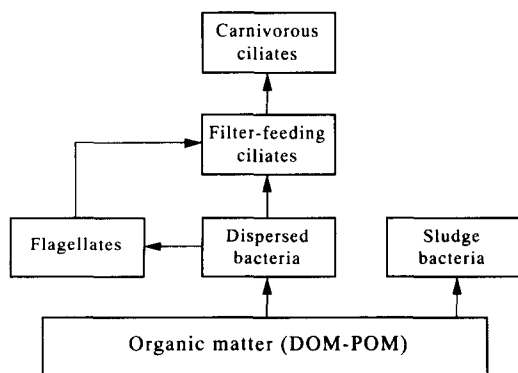 Carnivorous
ciliates
Filter-feeding
ciliates
Flagellates
Dispersed
bacteria
Sludge
bacteria
Organic matter (DOM-POM)